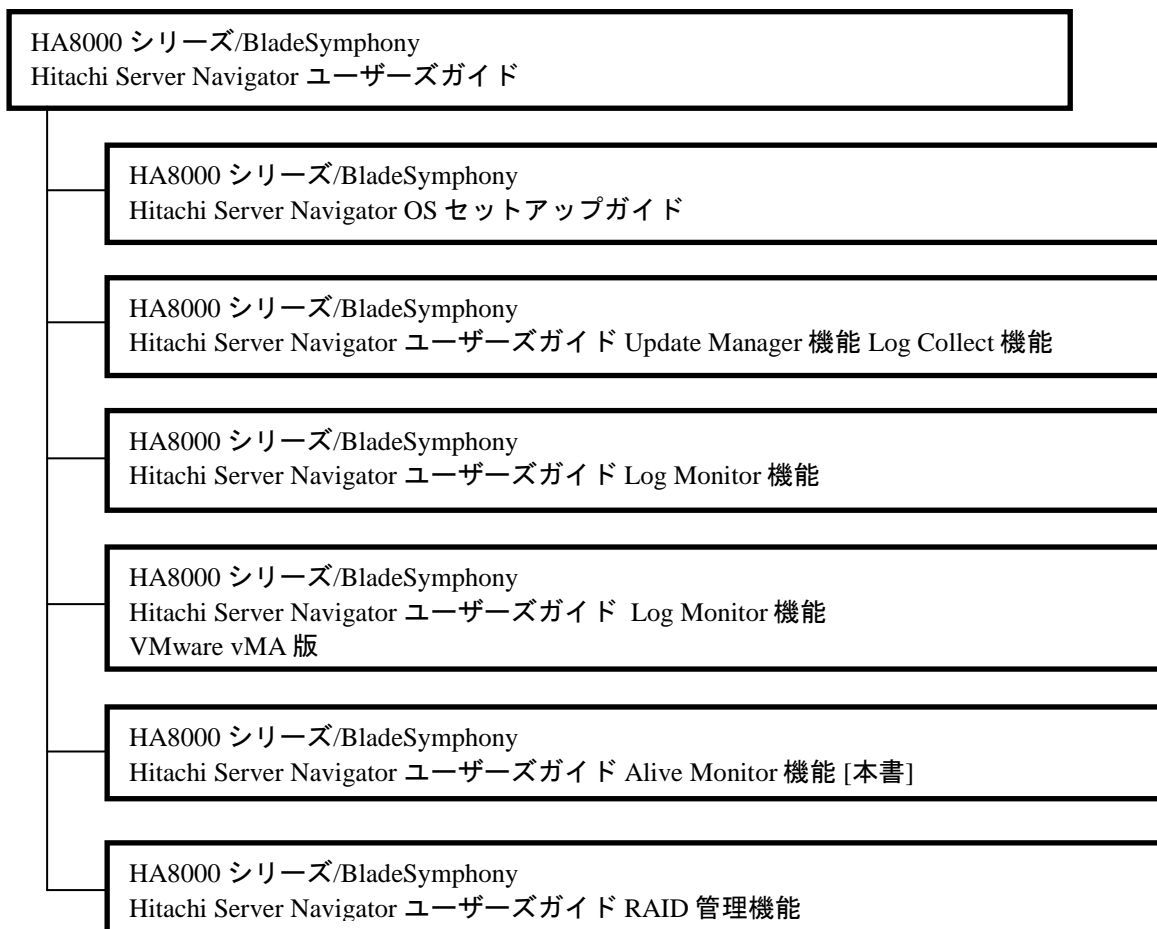 HA8000 シリーズ/BladeSymphony
Hitachi Server Navigator ユーザーズガイド
HA8000 シリーズ/BladeSymphony
Hitachi Server Navigator OS セットアップガイド
HA8000 シリーズ/BladeSymphony
Hitachi Server Navigator ユーザーズガイド Update Manager 機能 Log Collect 機能
HA8000 シリーズ/BladeSymphony
Hitachi Server Navigator ユーザーズガイド Log Monitor 機能
HA8000 シリーズ/BladeSymphony
Hitachi Server Navigator ユーザーズガイド Log Monitor 機能
VMware vMA 版
HA8000 シリーズ/BladeSymphony
Hitachi Server Navigator ユーザーズガイド Alive Monitor 機能 [本書]
HA8000 シリーズ/BladeSymphony
Hitachi Server Navigator ユーザーズガイド RAID 管理機能